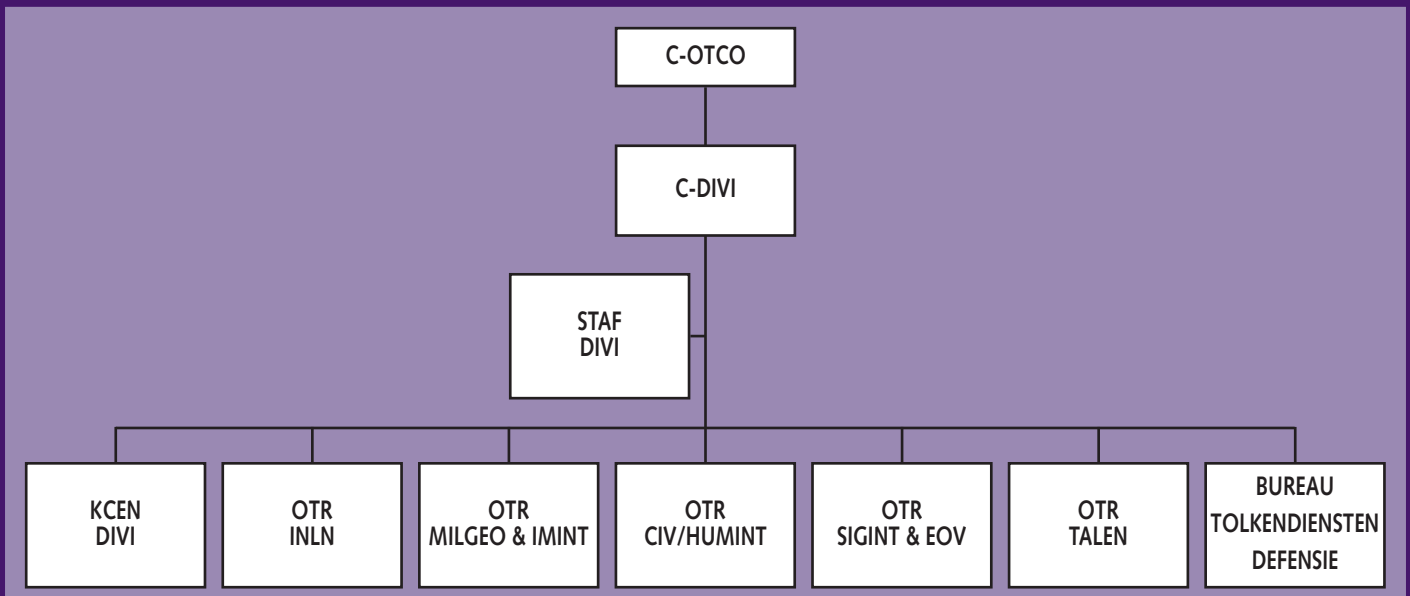 C-OTCO
C-DIVI
STAF
DIVI
KCEN
DIVI
OTR
INLN
OTR
MILGEO & IMINT
OTR
CIV/HUMINT
OTR
SIGINT & EOV
OTR
TALEN
BUREAU
TOLKENDIENSTEN
DEFENSIE